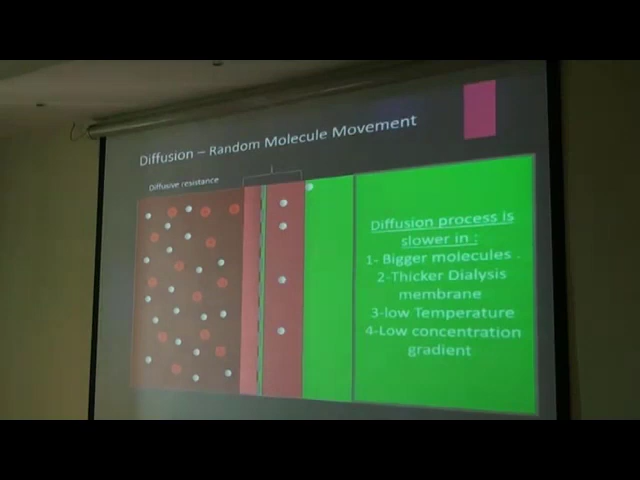 Diffusion – Random Molecule Movement
Diffusive resistance
Diffusion process is
slower in :
1- Bigger molecules .
2-Thicker Dialysis
membrane
3-low Temperature
4-Low concentration
gradient